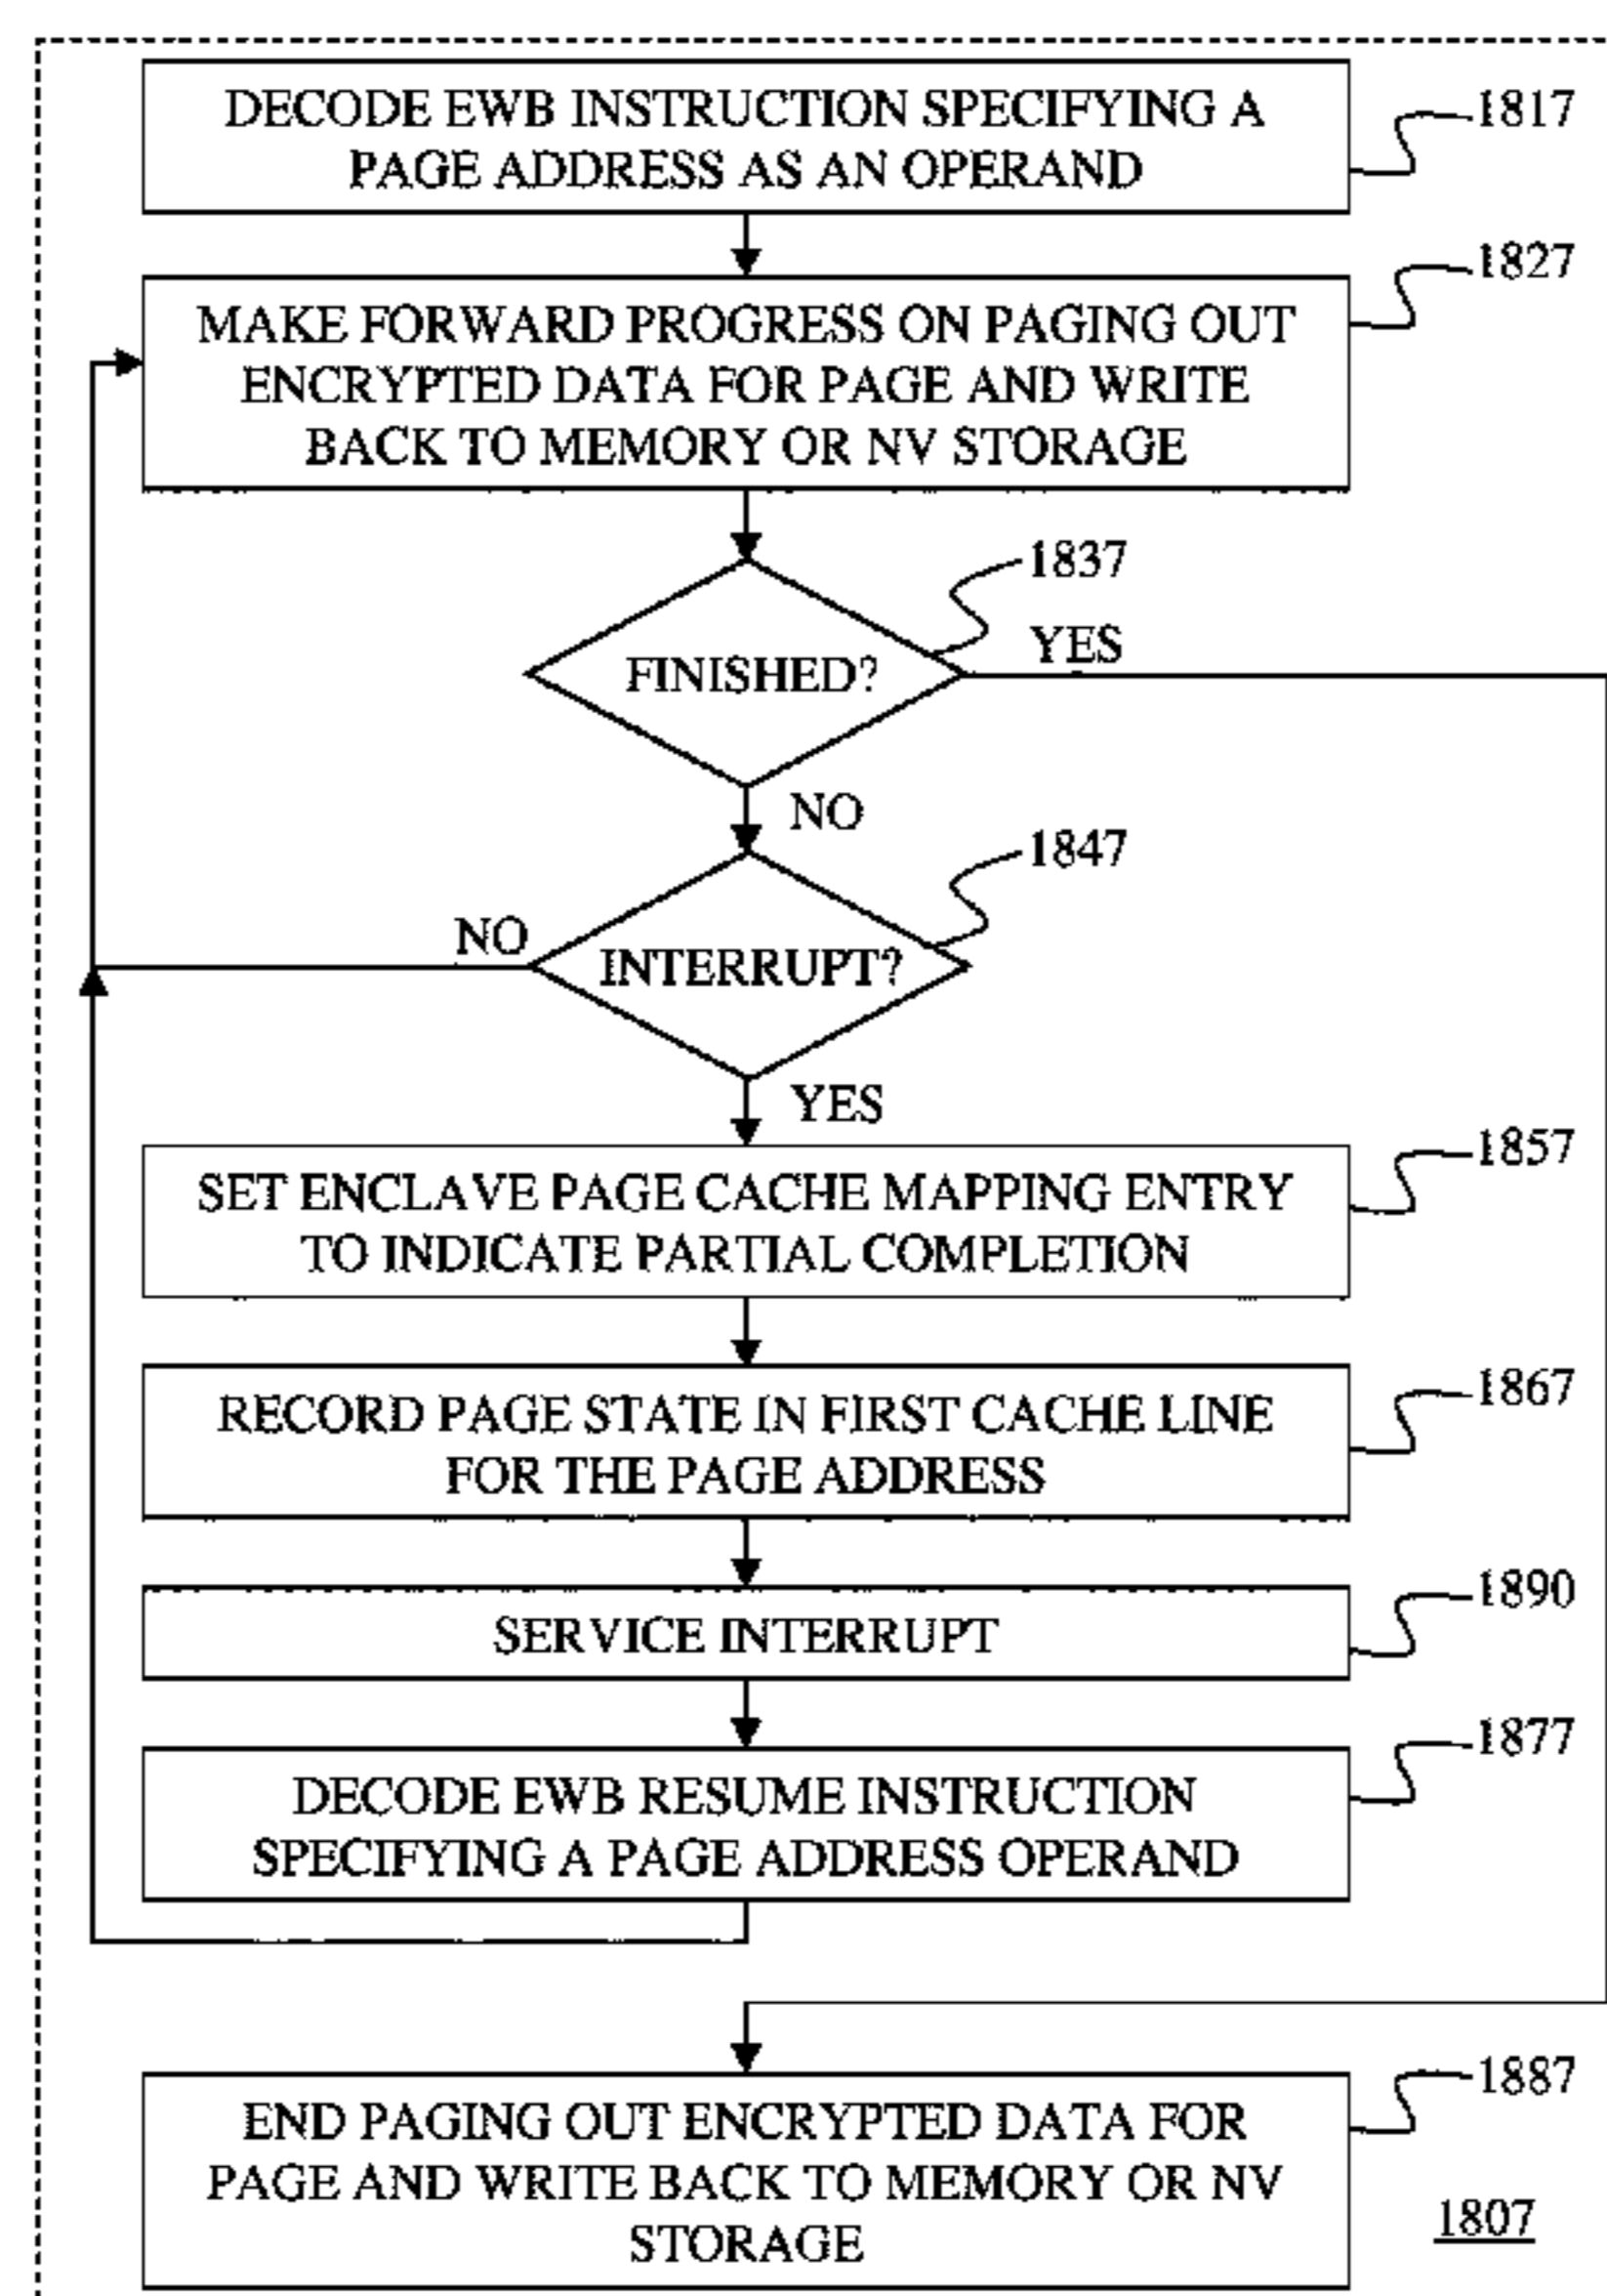 DECODE EWB INSTRUCTION SPECIFYING A
PAGE ADDRESS AS AN OPERAND
1817
1827
MAKE FORWARD PROGRESS ON PAGING OUT
ENCRYPTED DATA FOR PAGE AND WRITE
BACK TO MEMORY OR NV STORAGE
1837
YES
FINISHED?
NO
1847
NO
INTERRUPT?
YES
1857
SET ENCLAVE PAGE CACHE MAPPING ENTRY
TO INDICATE PARTIAL COMPLETION
1867
RECORD PAGE STATE IN FIRST CACHE LINE
FOR THE PAGE ADDRESS
1890
SERVICE INTERRUPT
1877
DECODE EWB RESUME INSTRUCTION
SPECIFYING A PAGE ADDRESS OPERAND
1887
END PAGING OUT ENCRYPTED DATA FOR
PAGE AND WRITE BACK TO MEMORY OR NV
STORAGE
1807